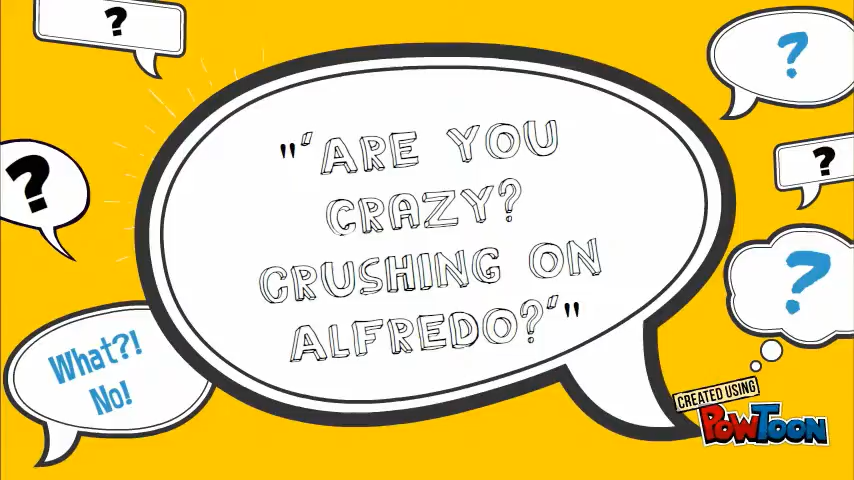 ?
?
"'ARE YOU
CRAZY?
CRUSHING ON
ALFREDO?'"
?
?
?
What?!
No!
CREATED USING
POWTOON